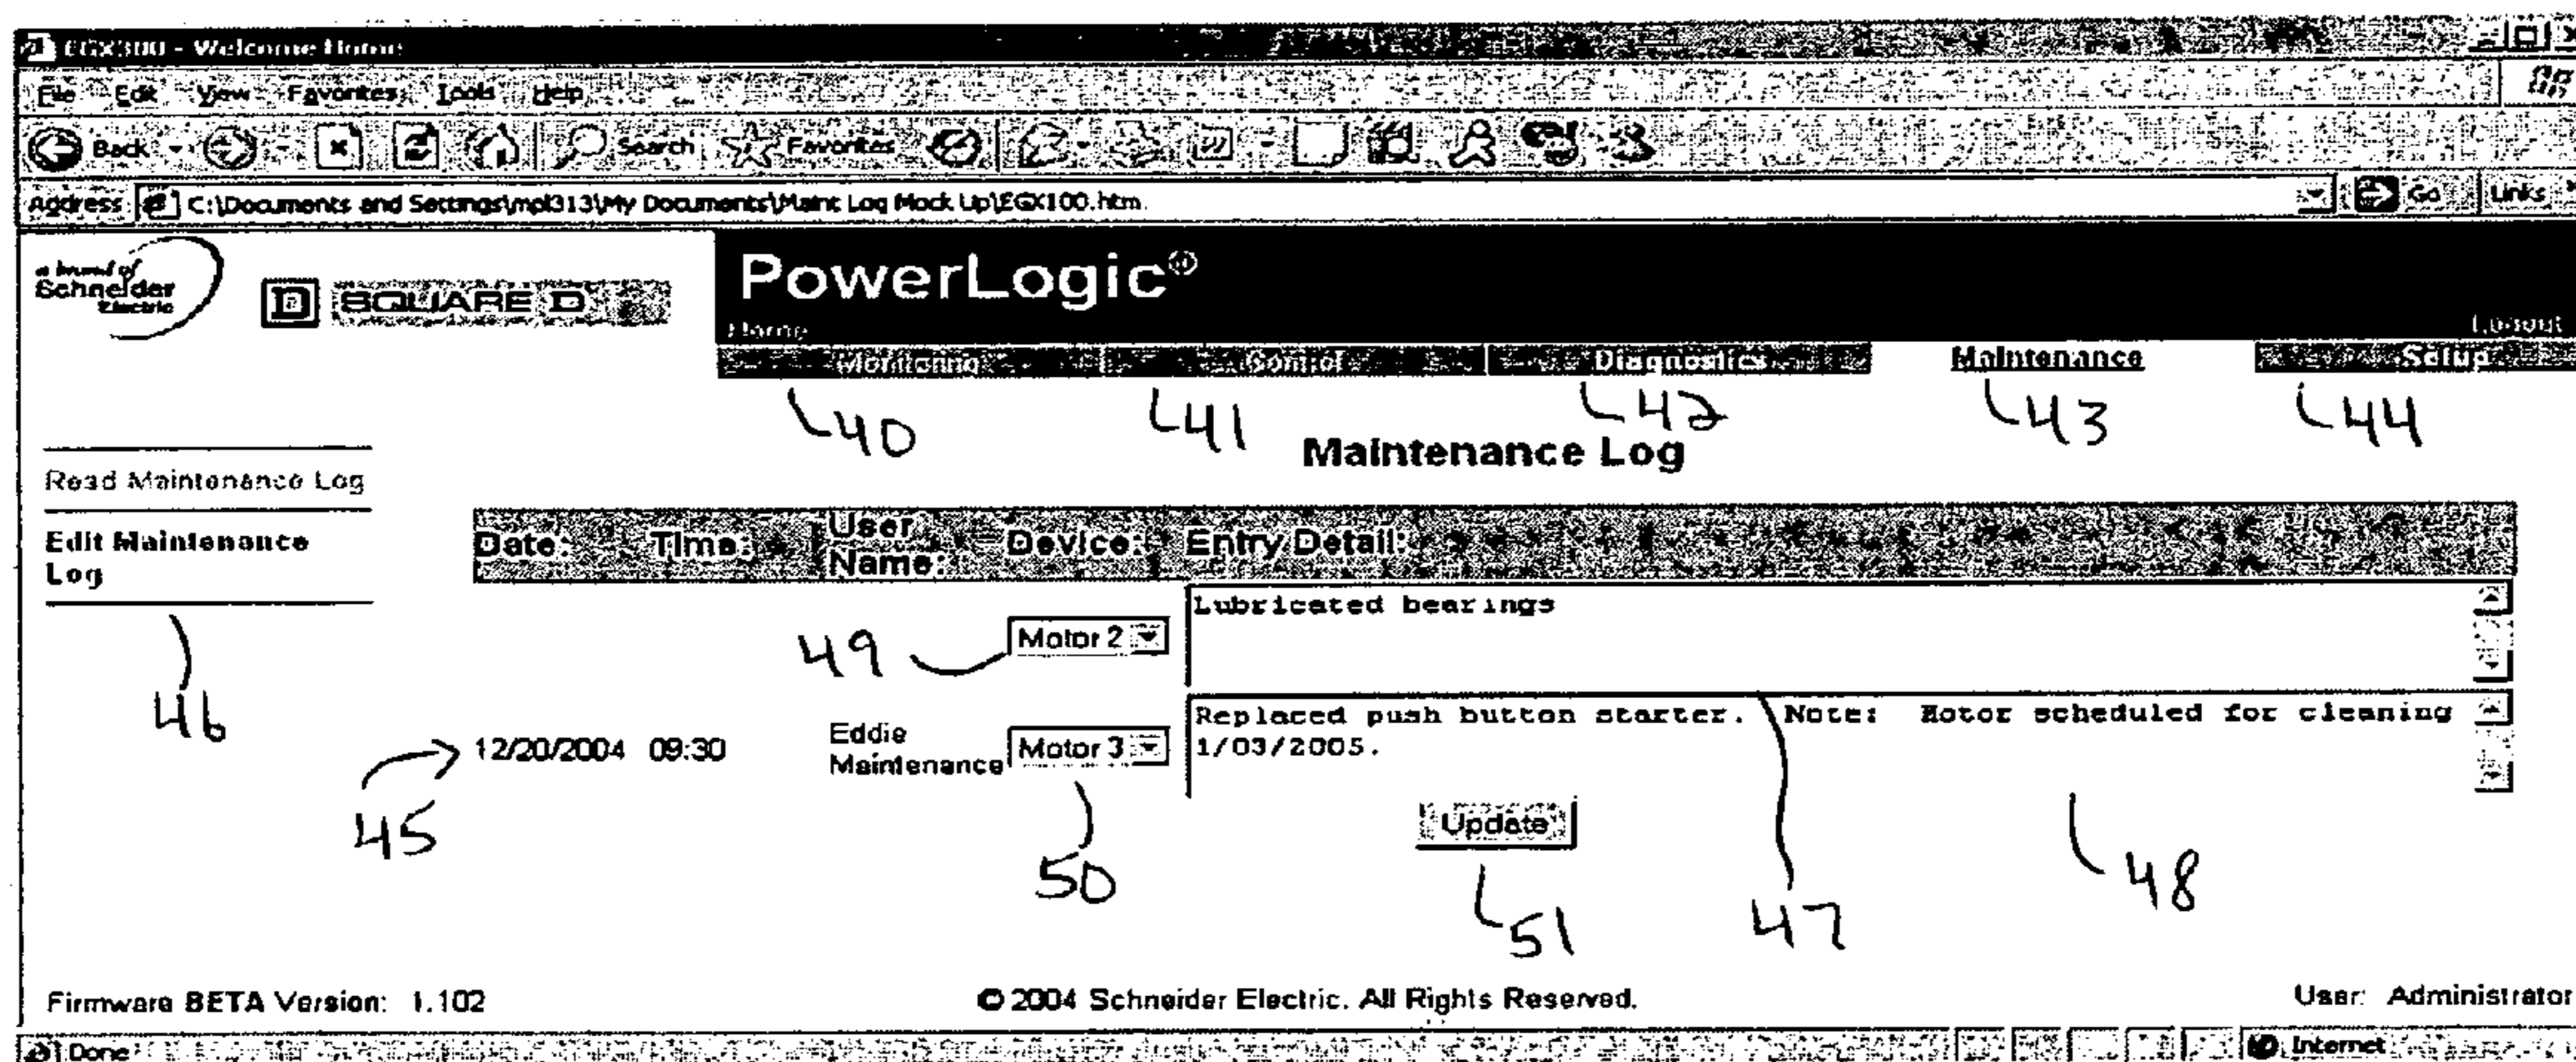 EGX300 - Welcome Home
File Edit View Favorites Tools Help
Back Search Favorites
Address C:\Documents and Settings\mpl313\My Documents\Maint Log Mock Up\EGX100.htm Go Links
a brand of
Schneider
Electric
D SQUARE D
PowerLogic®
Home Logout
Monitoring Control Diagnostics Maintenance Setup
40 41 42 43 44
Maintenance Log
Read Maintenance Log
Edit Maintenance
Log
Date: Time: User Name: Device: Entry Detail:
Lubricated bearings
49 Motor 2
46
Replaced push button starter. Note: Motor scheduled for cleaning
1/03/2005.
12/20/2004 09:30 Eddie Maintenance Motor 3
45
Update
50 51 47 48
Firmware BETA Version: 1.102 © 2004 Schneider Electric. All Rights Reserved. User: Administrator
Done Internet